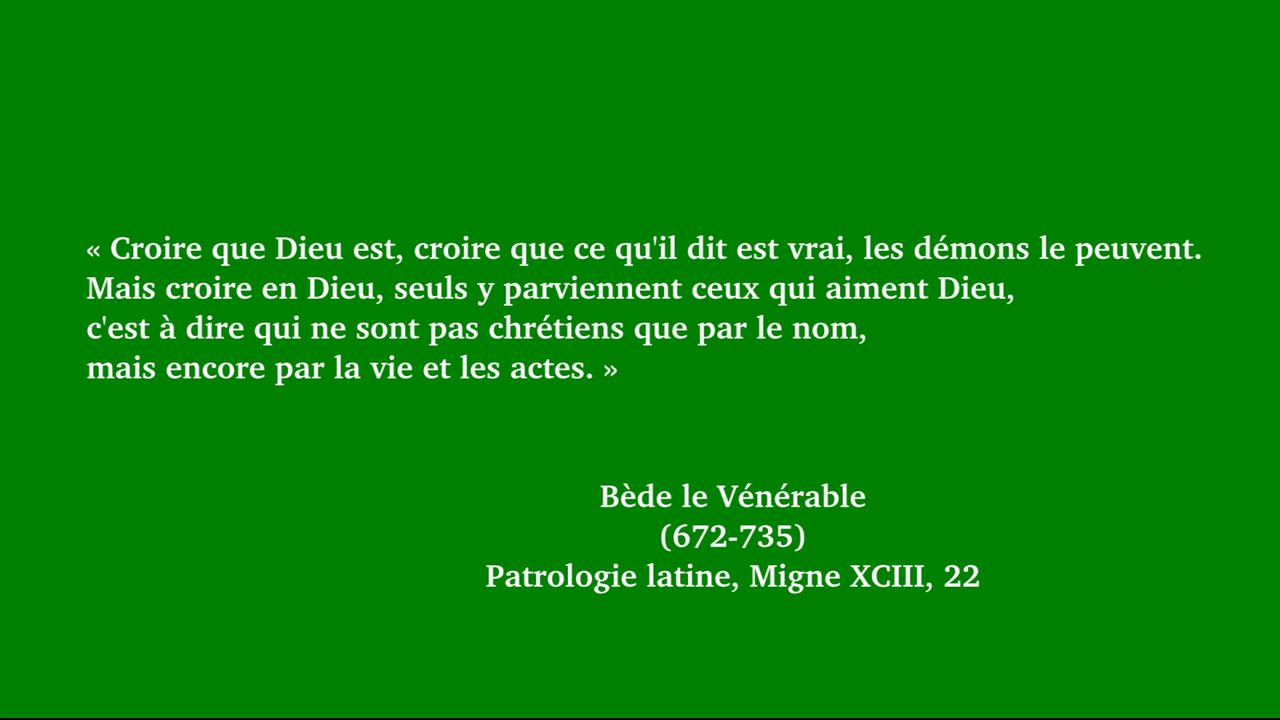 « Croire que Dieu est, croire que ce qu'il dit est vrai, les démons le peuvent.
Mais croire en Dieu, seuls y parviennent ceux qui aiment Dieu,
c'est à dire qui ne sont pas chrétiens que par le nom,
mais encore par la vie et les actes. »
Bède le Vénérable
(672-735)
Patrologie latine, Migne XCIII, 22